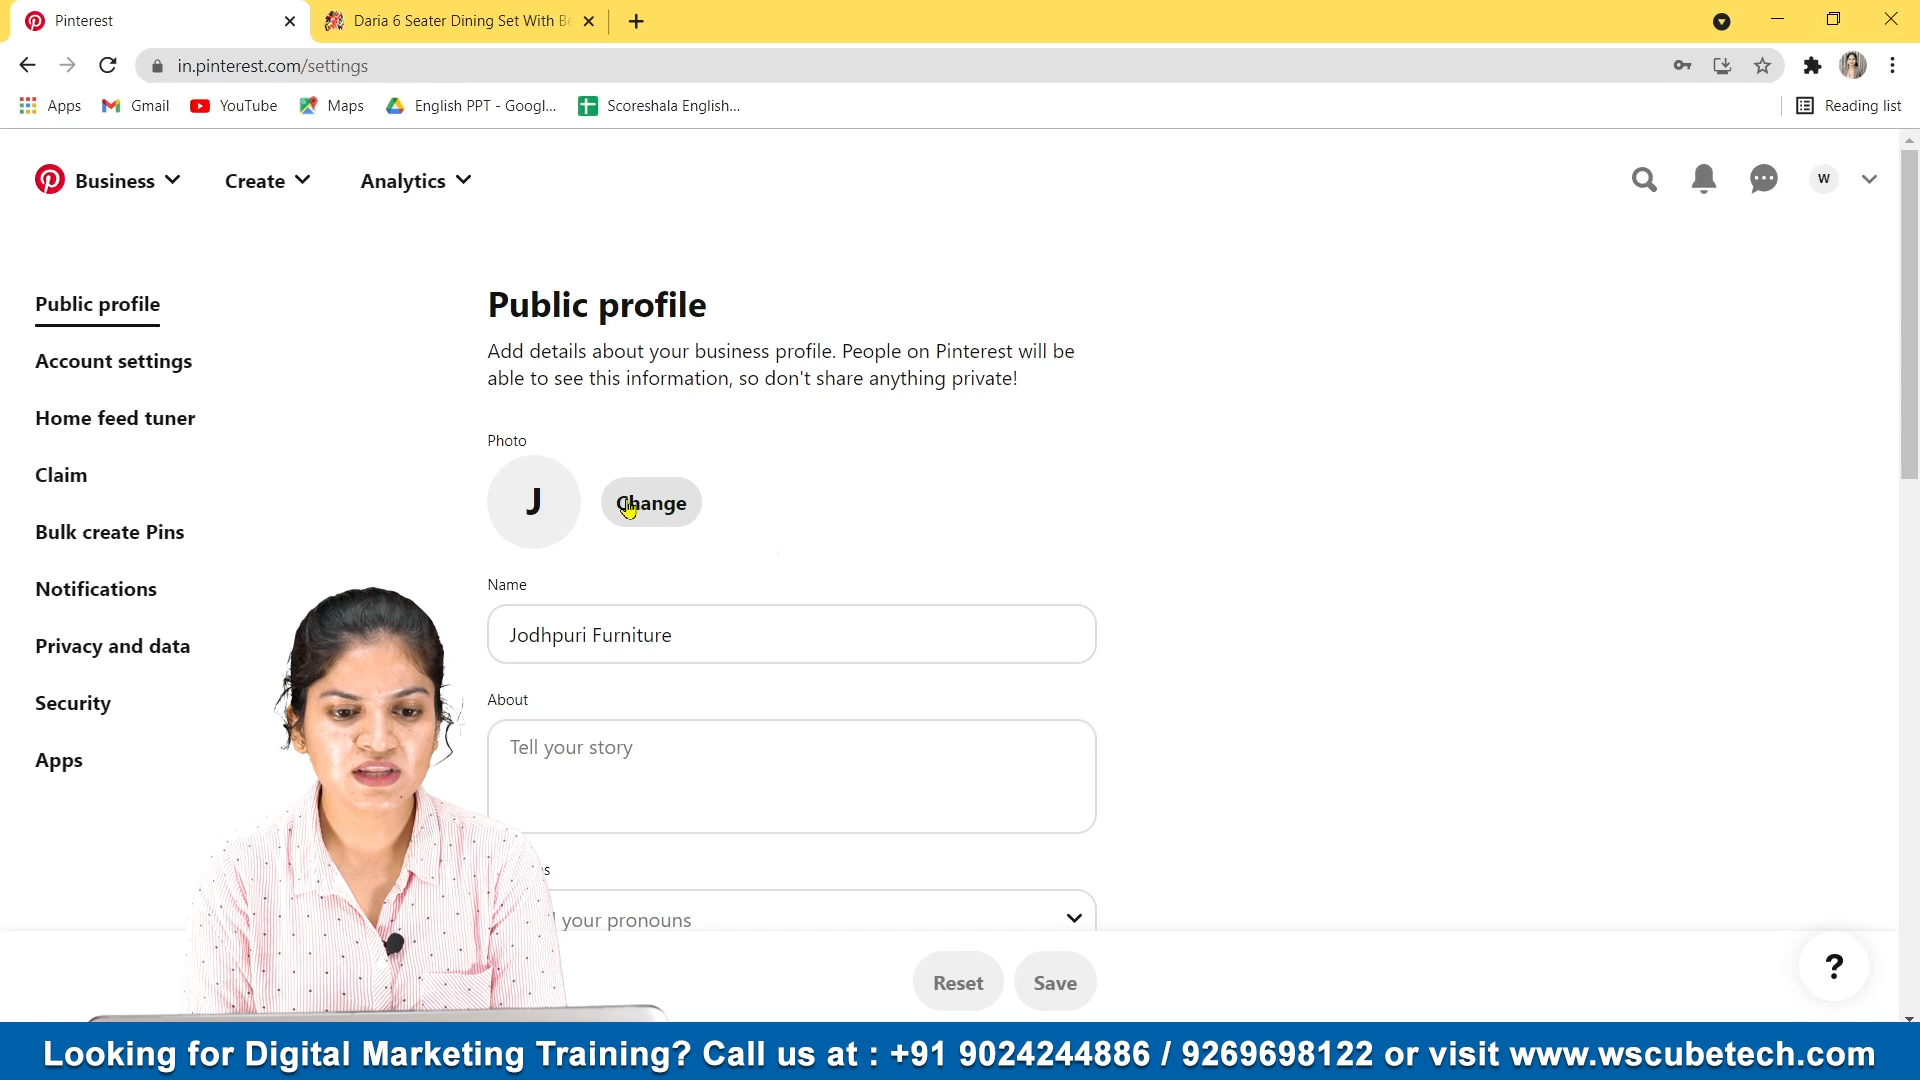 Pinterest
Daria 6 Seater Dining Set With Be
in.pinterest.com/settings
Apps
Gmail
YouTube
Maps
English PPT - Googl...
Scoreshala English...
Reading list
Business
Create
Analytics
W
Public profile
Account settings
Home feed tuner
Claim
Bulk create Pins
Notifications
Privacy and data
Security
Apps
Public profile
Add details about your business profile. People on Pinterest will be
able to see this information, so don't share anything private!
Photo
J
Change
Name
Jodhpuri Furniture
About
Tell your story
your pronouns
Reset
Save
?
Looking for Digital Marketing Training? Call us at : +91 9024244886 / 9269698122 or visit www.wscubetech.com